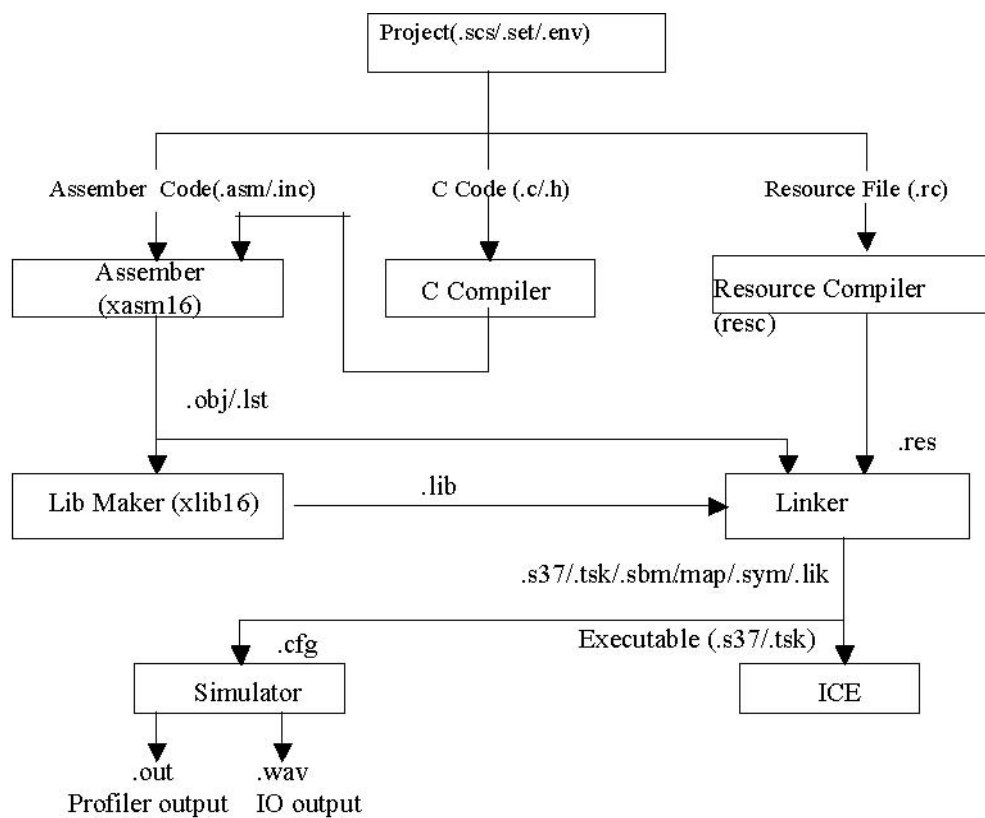 Project(.scs/.set/.env)
Assember Code(.asm/.inc)
C Code (.c/.h)
Resource File (.rc)
Assember
(xasm16)
C Compiler
Resource Compiler
(resc)
.obj/.lst
.res
Lib Maker (xlib16)
.lib
Linker
.s37/.tsk/.sbm/map/.sym/.lik
.cfg
Executable (.s37/.tsk)
Simulator
ICE
.out
.wav
Profiler output
IO output